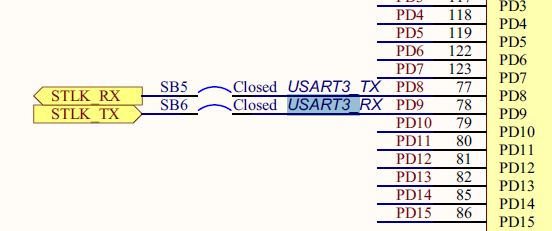 117 PD3
PD4 118 PD4
PD5 119 PD5
PD6 122 PD6
PD7 123 PD7
STLK_RX SB5 Closed USART3_TX PD8 77 PD8
STLK_TX SB6 Closed USART3_RX PD9 78 PD9
PD10 79 PD10
PD11 80 PD11
PD12 81 PD12
PD13 82 PD13
PD14 85 PD14
PD15 86 PD15